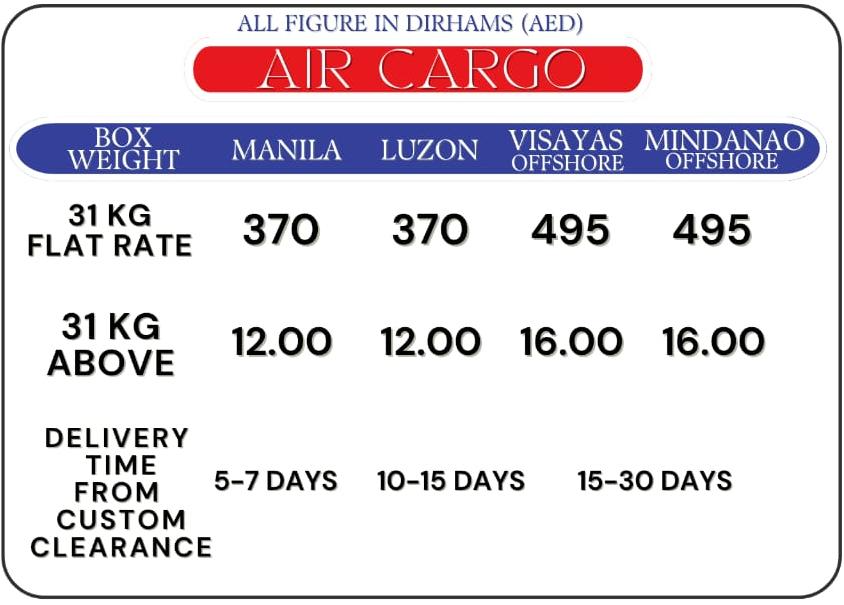 ALL FIGURE IN DIRHAMS (AED)
AIR CARGO
BOX WEIGHT MANILA LUZON VISAYAS OFFSHORE MINDANAO OFFSHORE
31 KG FLAT RATE 370 370 495 495
31 KG ABOVE 12.00 12.00 16.00 16.00
DELIVERY TIME FROM CUSTOM CLEARANCE 5-7 DAYS 10-15 DAYS 15-30 DAYS